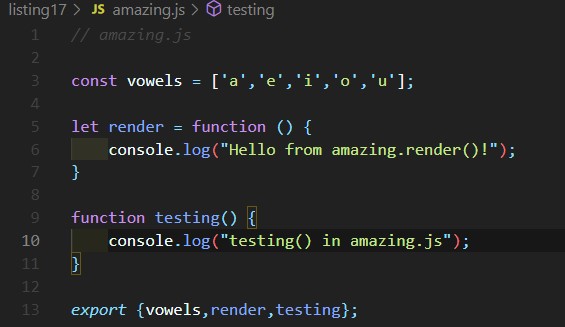 listing17 > JS amazing.js > testing
1 // amazing.js
2
3 const vowels = ['a','e','i','o','u'];
4
5 let render = function () {
6 console.log("Hello from amazing.render()!");
7 }
8
9 function testing() {
10 console.log("testing() in amazing.js");
11 }
12
13 export {vowels,render,testing};